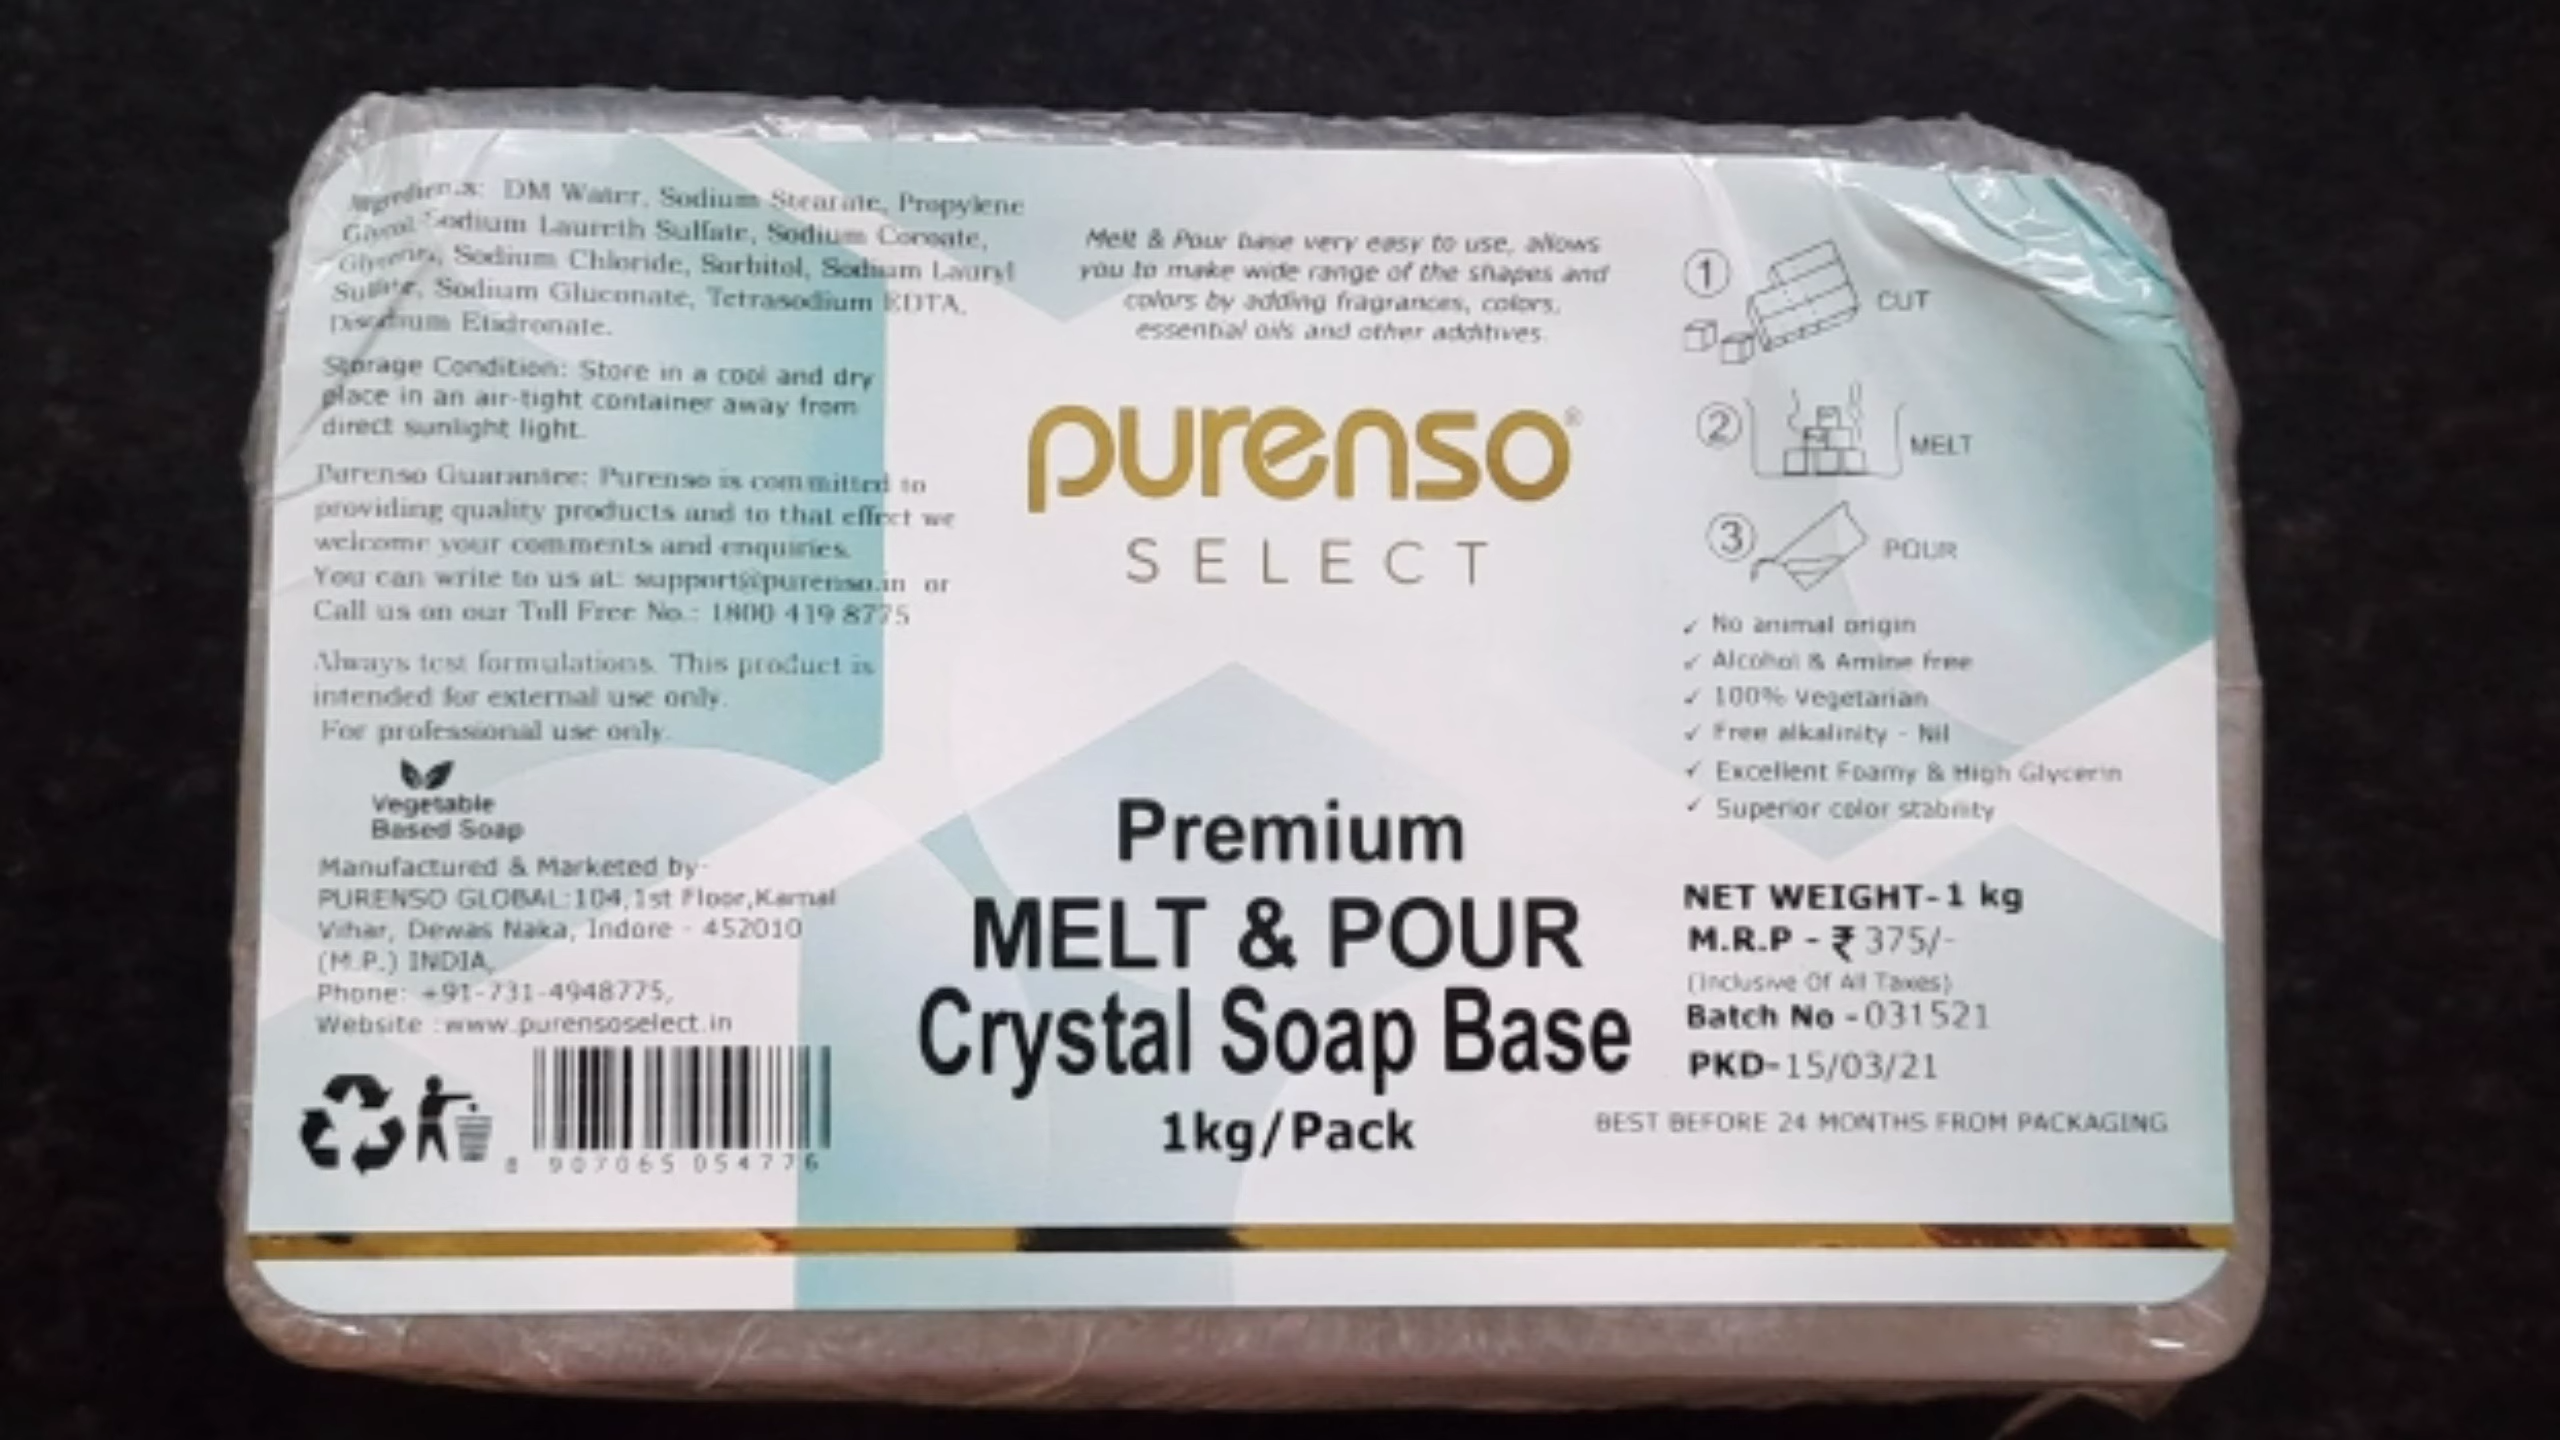 Ingredients: DM Water, Sodium Stearate, Propylene
Glycol Sodium Laureth Sulfate, Sodium Cocoate,
Glycerin, Sodium Chloride, Sorbitol, Sodium Lauryl
Sulfate, Sodium Gluconate, Tetrasodium EDTA,
Disodium Etidronate.
Storage Condition: Store in a cool and dry
place in an air-tight container away from
direct sunlight light.
Purenso Guarantee: Purenso is committed to
providing quality products and to that effect we
welcome your comments and enquiries.
You can write to us at: support@purenso.in or
Call us on our Toll Free No.: 1800 419 8775
Always test formulations. This product is
intended for external use only.
For professional use only.
Vegetable
Based Soap
Manufactured & Marketed by-
PURENSO GLOBAL:104,1st Floor,Karnal
Vihar, Dewas Naka, Indore - 452010
(M.P.) INDIA,
Phone: +91-731-4948775,
Website :www.purensoselect.in
8 907065 054776
Melt & Pour base very easy to use, allows
you to make wide range of the shapes and
colors by adding fragrances, colors,
essential oils and other additives.
purenso®
SELECT
Premium
MELT & POUR
Crystal Soap Base
1kg/Pack
1 CUT
2 MELT
3 POUR
✓ No animal origin
✓ Alcohol & Amine free
✓ 100% Vegetarian
✓ Free alkalinity - Nil
✓ Excellent Foamy & High Glycerin
✓ Superior color stability
NET WEIGHT-1 kg
M.R.P - ₹ 375/-
(Inclusive Of All Taxes)
Batch No -031521
PKD-15/03/21
BEST BEFORE 24 MONTHS FROM PACKAGING